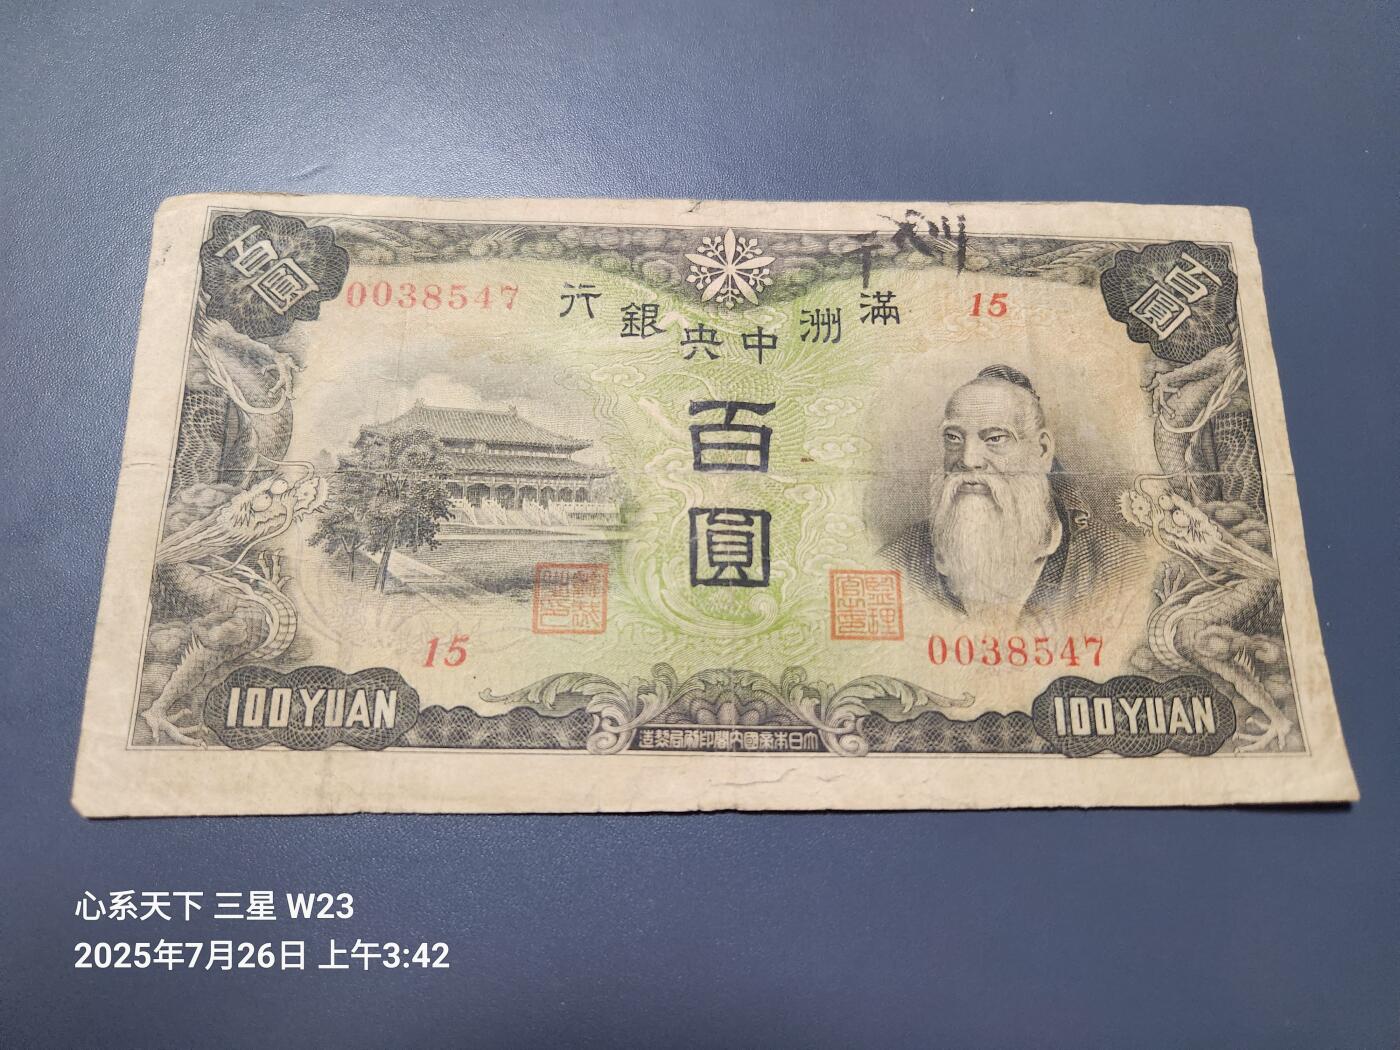 百圓
百圓
0038547
15
行銀央中洲滿
百圓
15
0038547
100 YUAN
100 YUAN
造製局刷印閣內國帝本日大
心系天下 三星 W23
2025年7月26日 上午3:42